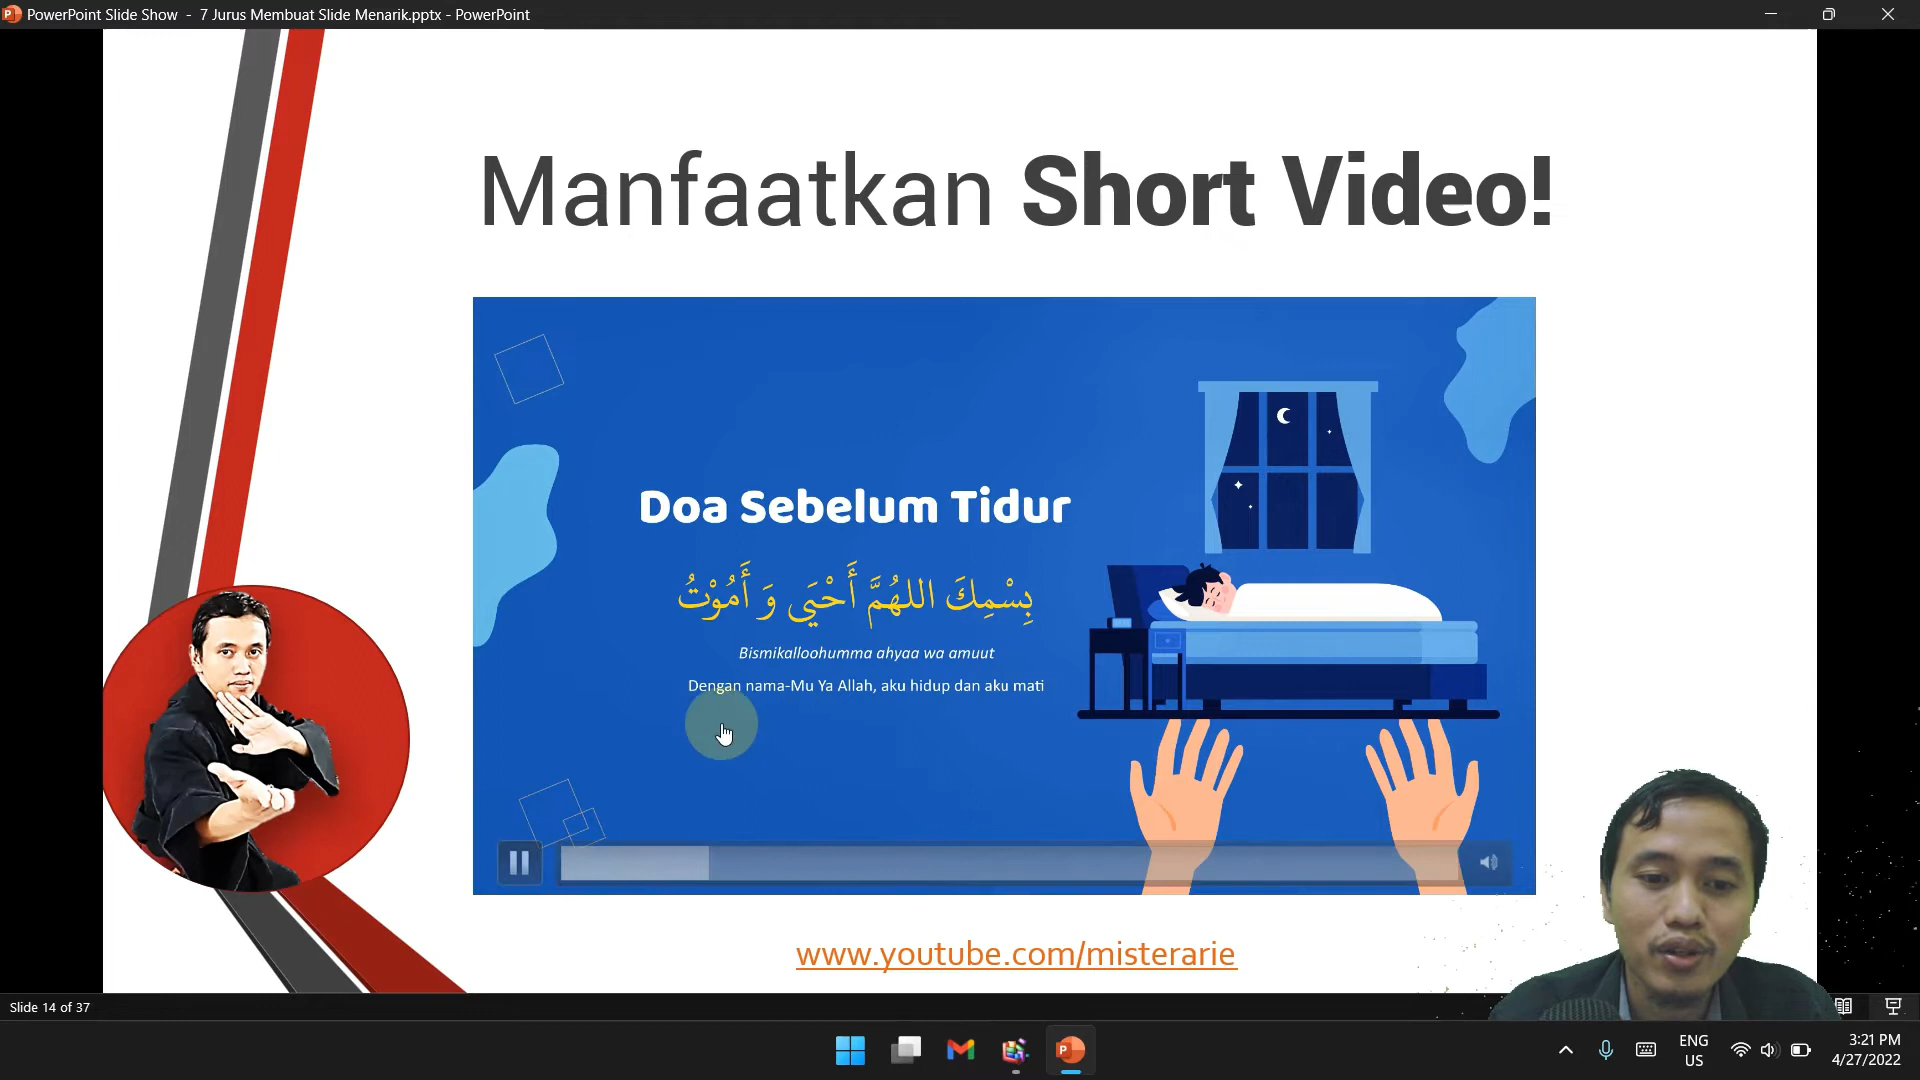 PowerPoint Slide Show - 7 Jurus Membuat Slide Menarik.pptx - PowerPoint
Manfaatkan Short Video!
Doa Sebelum Tidur
بِسْمِكَ اللهُمَّ أَحْيَى وَ أَمُوْتُ
Bismikalloohumma ahyaa wa amuut
Dengan nama-Mu Ya Allah, aku hidup dan aku mati
www.youtube.com/misterarie
Slide 14 of 37
ENG
US
3:21 PM
4/27/2022